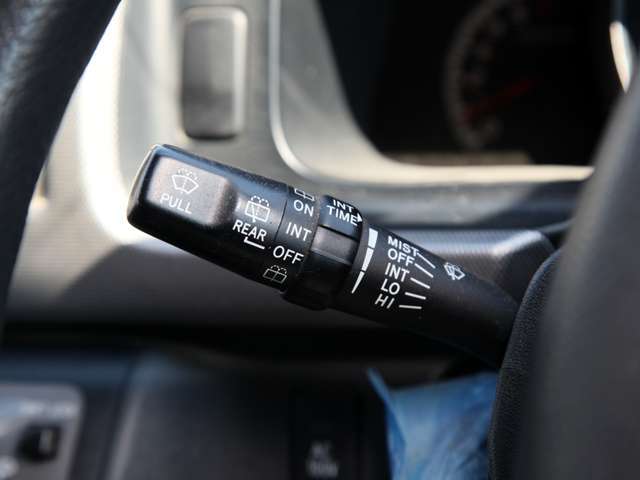 PULL
REAR
ON
INT
OFF
INT
TIME
MIST
OFF
INT
LO
HI